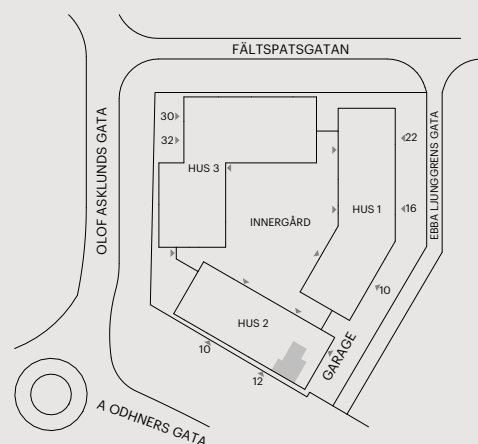 FÄLTSPATSGATAN
OLOF ASKLUNDS GATA
EBBA LJUNGGRENS GATA
30
32
22
HUS 3
16
HUS 1
INNERGÅRD
10
HUS 2
GARAGE
10
12
A ODHNERS GATA